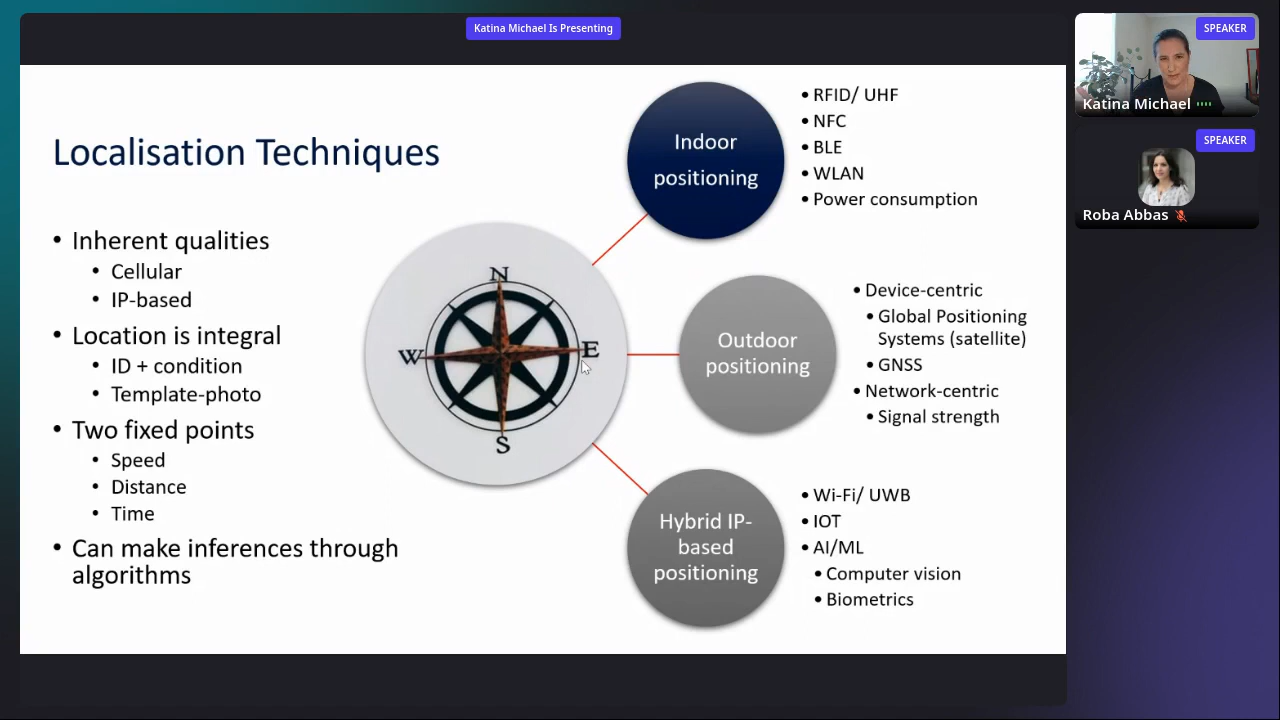 Katina Michael Is Presenting
Localisation Techniques
• Inherent qualities
• Cellular
• IP-based
• Location is integral
• ID + condition
• Template-photo
• Two fixed points
• Speed
• Distance
• Time
• Can make inferences through
algorithms
N
W
E
S
Indoor
positioning
• RFID/ UHF
• NFC
• BLE
• WLAN
• Power consumption
Outdoor
positioning
• Device-centric
• Global Positioning
Systems (satellite)
• GNSS
• Network-centric
• Signal strength
Hybrid IP-
based
positioning
• Wi-Fi/ UWB
• IOT
• AI/ML
• Computer vision
• Biometrics
SPEAKER
Katina Michael
SPEAKER
Roba Abbas